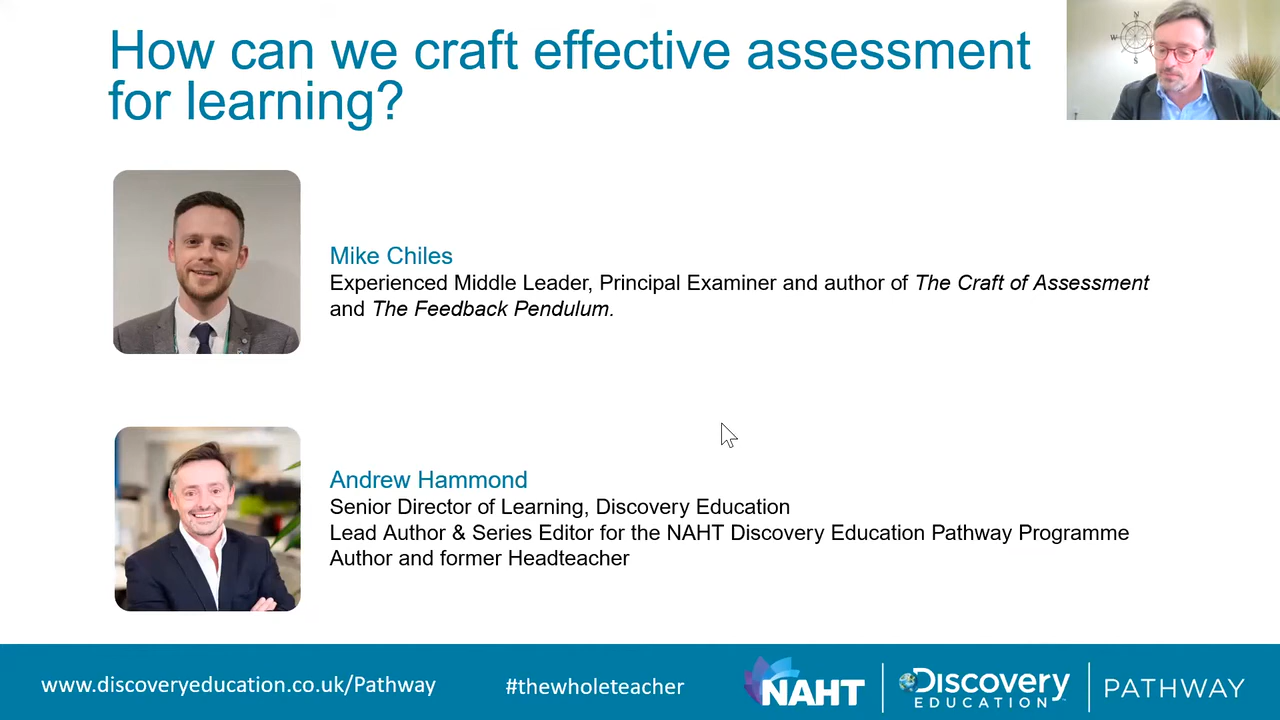 How can we craft effective assessment
for learning?
N
W
S
Mike Chiles
Experienced Middle Leader, Principal Examiner and author of The Craft of Assessment
and The Feedback Pendulum.
Andrew Hammond
Senior Director of Learning, Discovery Education
Lead Author & Series Editor for the NAHT Discovery Education Pathway Programme
Author and former Headteacher
www.discoveryeducation.co.uk/Pathway
#thewholeteacher
NAHT
Discovery
EDUCATION
PATHWAY